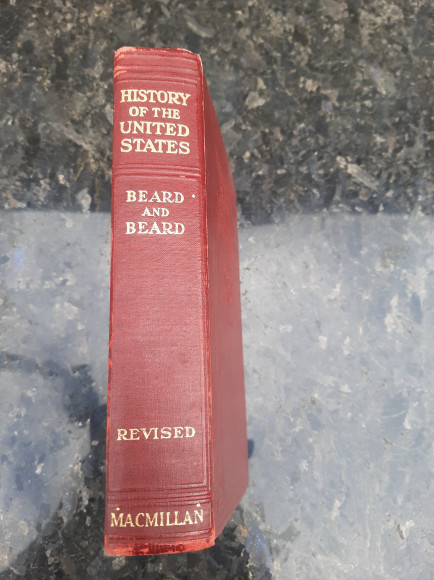 HISTORY
OF THE
UNITED
STATES
BEARD
AND
BEARD
REVISED
MACMILLAN